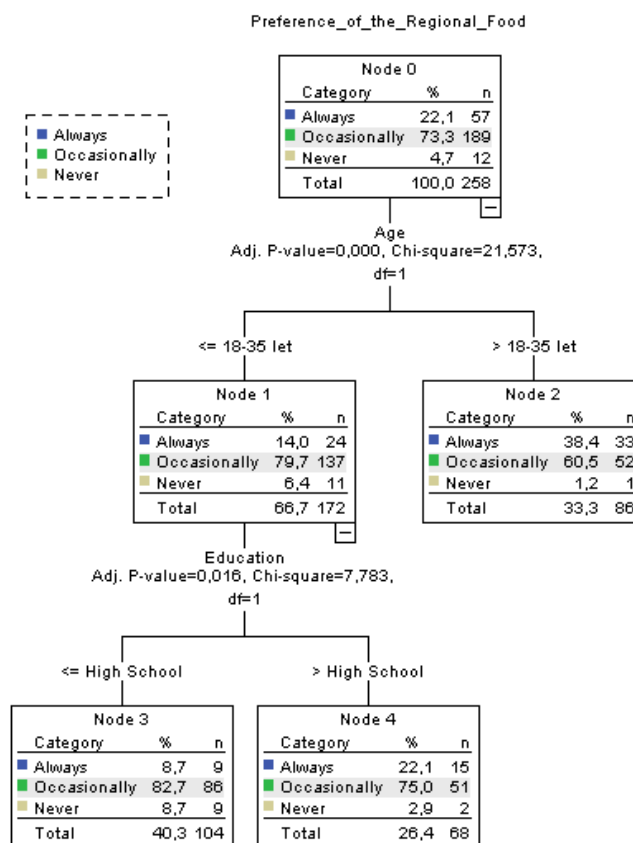 Preference_of_the_Regional_Food
Always
Occasionally
Never
Node 0
Category % n
Always 22,1 57
Occasionally 73,3 189
Never 4,7 12
Total 100,0 258
Age
Adj. P-value=0,000, Chi-square=21,573,
df=1
<= 18-35 let
> 18-35 let
Node 1
Category % n
Always 14,0 24
Occasionally 79,7 137
Never 6,4 11
Total 66,7 172
Node 2
Category % n
Always 38,4 33
Occasionally 60,5 52
Never 1,2 1
Total 33,3 86
Education
Adj. P-value=0,016, Chi-square=7,783,
df=1
<= High School
> High School
Node 3
Category % n
Always 8,7 9
Occasionally 82,7 86
Never 8,7 9
Total 40,3 104
Node 4
Category % n
Always 22,1 15
Occasionally 75,0 51
Never 2,9 2
Total 26,4 68